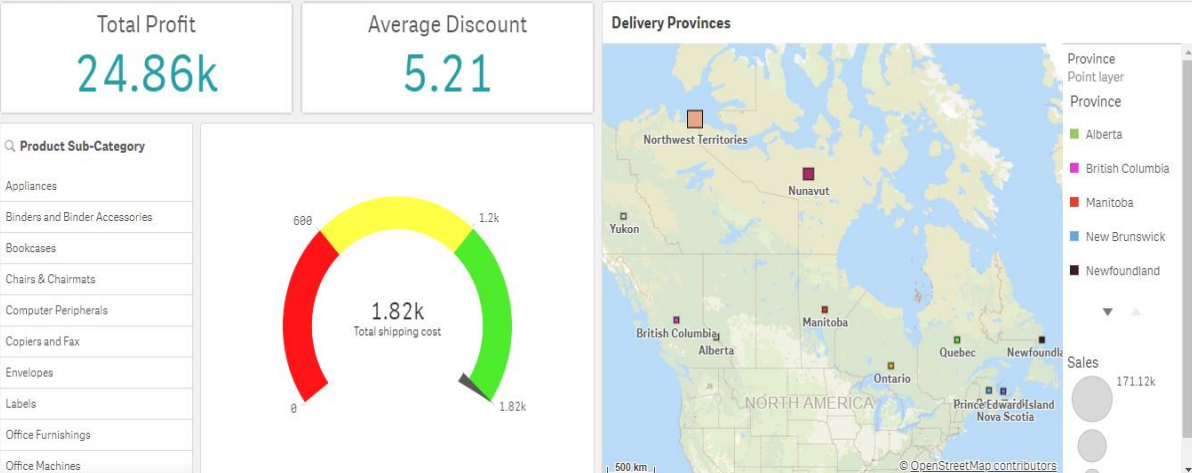 Total Profit
24.86k
Average Discount
5.21
Product Sub-Category
Appliances
Binders and Binder Accessories
Bookcases
Chairs & Chairmats
Computer Peripherals
Copiers and Fax
Envelopes
Labels
Office Furnishings
Office Machines
600
1.2k
1.82k
Total shipping cost
0
1.82k
Delivery Provinces
Northwest Territories
Nunavut
Yukon
British Columbia
Alberta
Manitoba
Ontario
Quebec
Newfoundla
Prince Edward Island
Nova Scotia
NORTH AMERICA
500 km
© OpenStreetMap contributors
Province
Point layer
Province
Alberta
British Columbia
Manitoba
New Brunswick
Newfoundland
Sales
171.12k